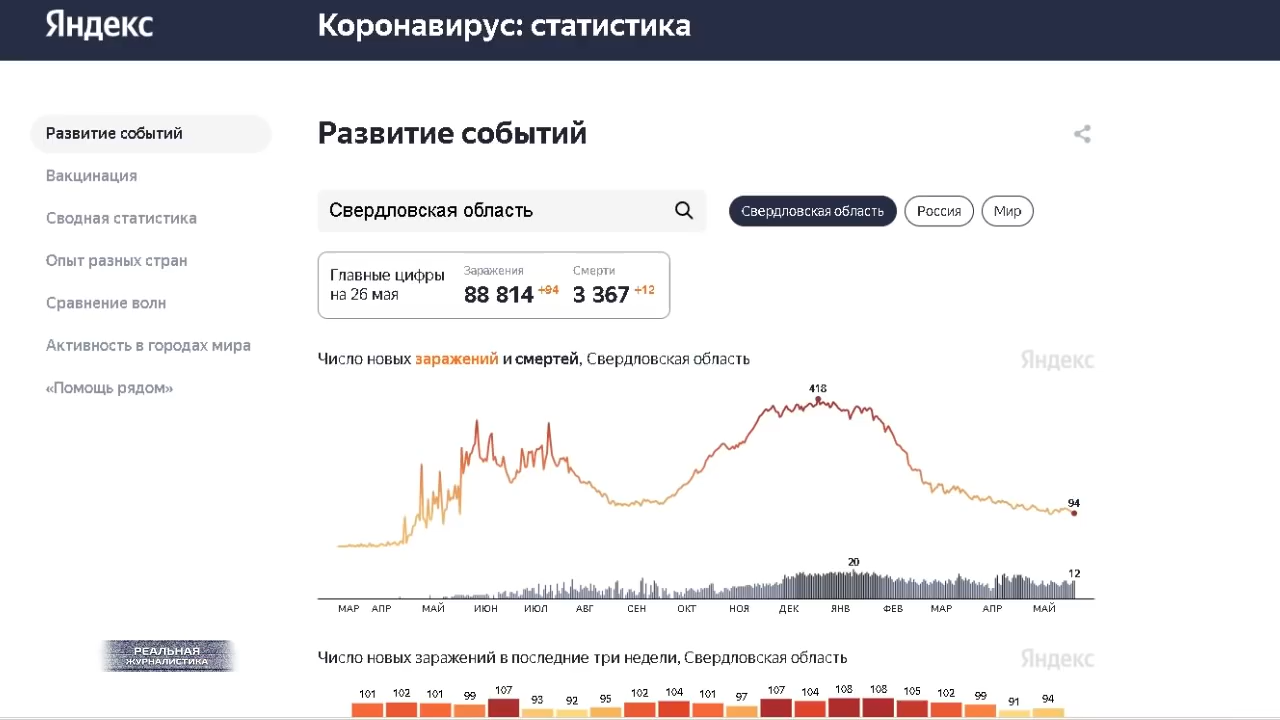 Яндекс
Коронавирус: статистика
Развитие событий
Вакцинация
Сводная статистика
Опыт разных стран
Сравнение волн
Активность в городах мира
«Помощь рядом»
Развитие событий
Свердловская область
Свердловская область Россия Мир
Главные цифры на 26 мая
Заражения
88 814 +94
Смерти
3 367 +12
Число новых заражений и смертей, Свердловская область
Яндекс
418
94
20
12
МАР АПР МАЙ ИЮН ИЮЛ АВГ СЕН ОКТ НОЯ ДЕК ЯНВ ФЕВ МАР АПР МАЙ
РЕАЛЬНАЯ
ЖУРНАЛИСТИКА
Число новых заражений в последние три недели, Свердловская область
Яндекс
101 102 101 99 107 93 92 95 102 104 101 97 107 104 108 108 105 102 99 91 94